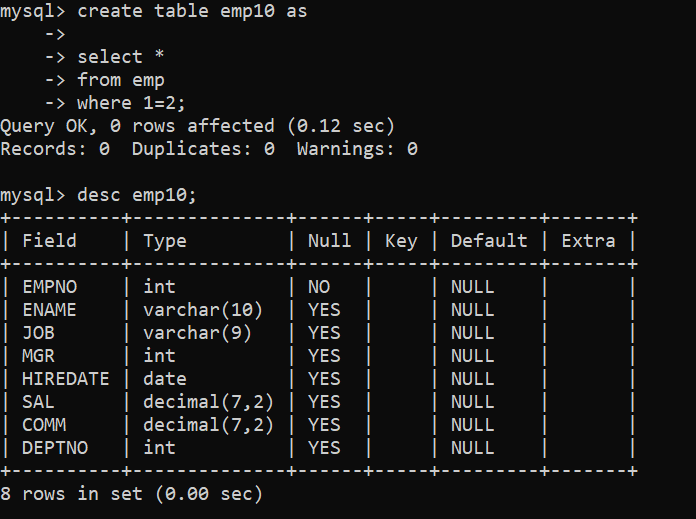 mysql> create table emp10 as
    ->
    -> select *
    -> from emp
    -> where 1=2;
Query OK, 0 rows affected (0.12 sec)
Records: 0  Duplicates: 0  Warnings: 0

mysql> desc emp10;
+----------+--------------+------+-----+---------+-------+
| Field    | Type         | Null | Key | Default | Extra |
+----------+--------------+------+-----+---------+-------+
| EMPNO    | int          | NO   |     | NULL    |       |
| ENAME    | varchar(10)  | YES  |     | NULL    |       |
| JOB      | varchar(9)   | YES  |     | NULL    |       |
| MGR      | int          | YES  |     | NULL    |       |
| HIREDATE | date         | YES  |     | NULL    |       |
| SAL      | decimal(7,2) | YES  |     | NULL    |       |
| COMM     | decimal(7,2) | YES  |     | NULL    |       |
| DEPTNO   | int          | YES  |     | NULL    |       |
+----------+--------------+------+-----+---------+-------+
8 rows in set (0.00 sec)